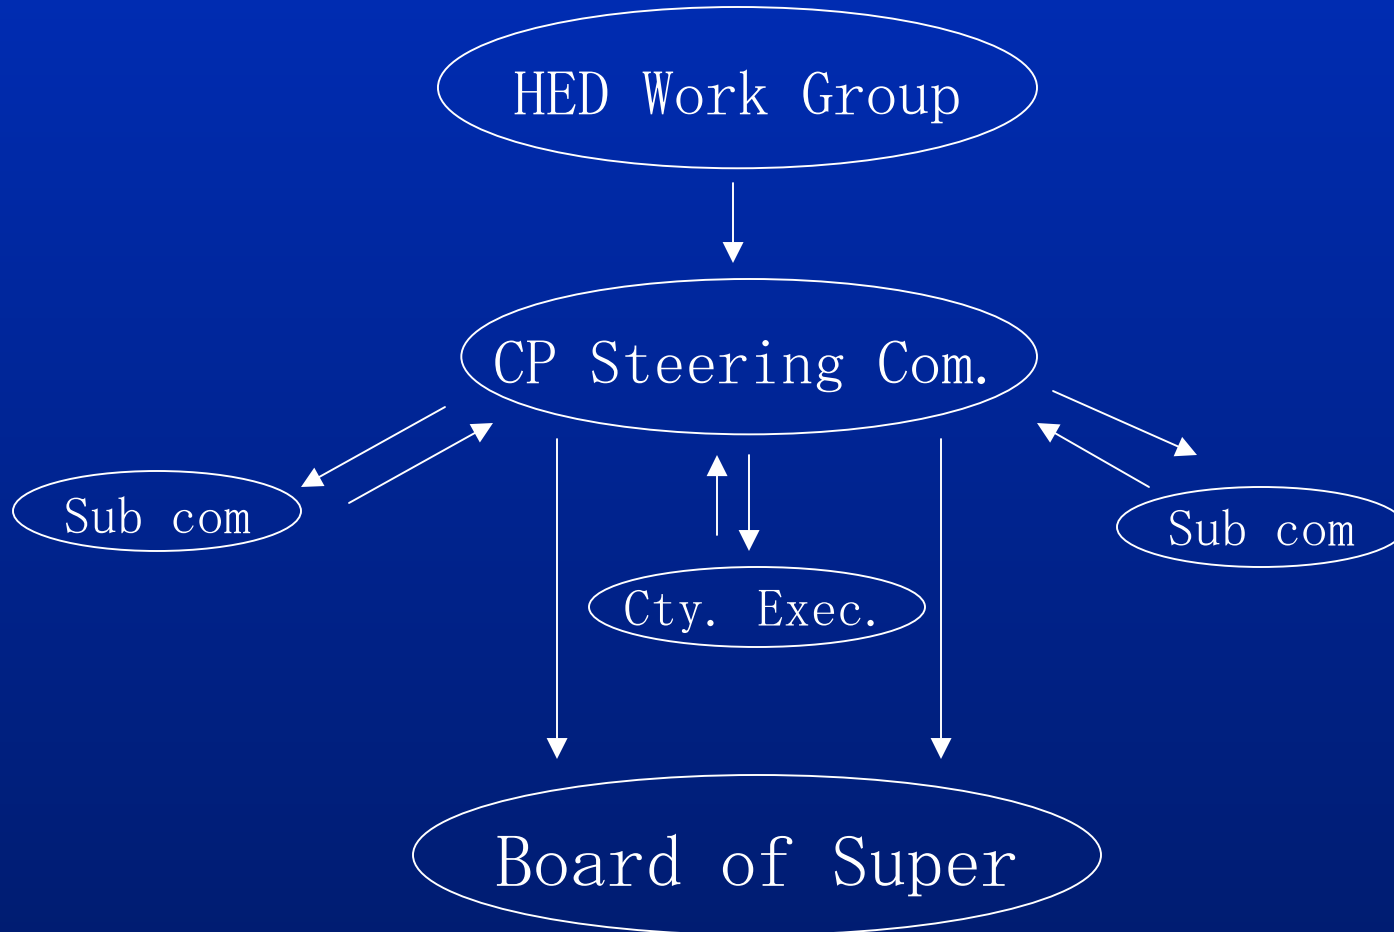 HED Work Group
CP Steering Com.
Sub com
Sub com
Cty. Exec.
Board of Super